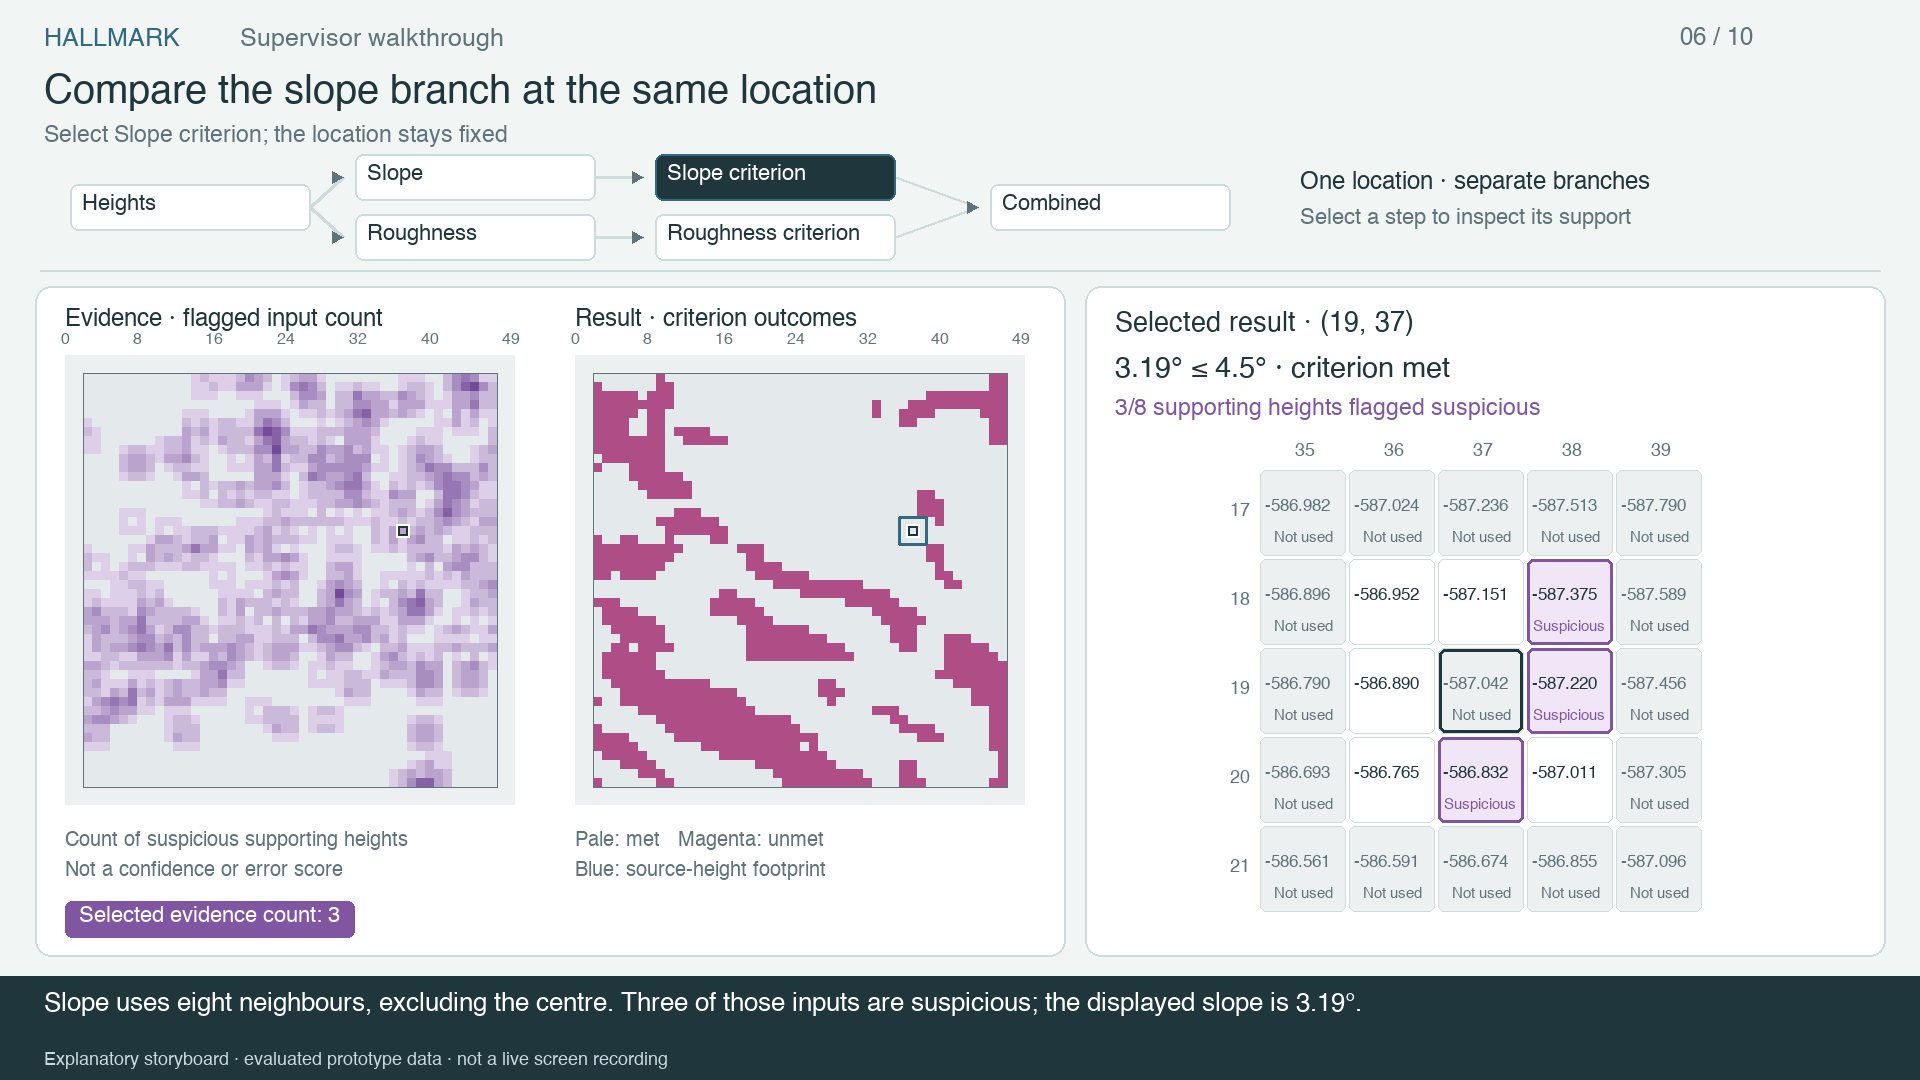 HALLMARK Supervisor walkthrough 06 / 10
Compare the slope branch at the same location
Select Slope criterion; the location stays fixed
Heights
Slope
Roughness
Slope criterion
Roughness criterion
Combined
One location · separate branches
Select a step to inspect its support
Evidence · flagged input count
0 8 16 24 32 40 49
Count of suspicious supporting heights
Not a confidence or error score
Selected evidence count: 3
Result · criterion outcomes
0 8 16 24 32 40 49
Pale: met Magenta: unmet
Blue: source-height footprint
Selected result · (19, 37)
3.19° ≤ 4.5° · criterion met
3/8 supporting heights flagged suspicious
35 36 37 38 39
17 -586.982 -587.024 -587.236 -587.513 -587.790
Not used Not used Not used Not used Not used
18 -586.896 -586.952 -587.151 -587.375 -587.589
Not used Suspicious Not used
19 -586.790 -586.890 -587.042 -587.220 -587.456
Not used Not used Suspicious Not used
20 -586.693 -586.765 -586.832 -587.011 -587.305
Not used Suspicious Not used
21 -586.561 -586.591 -586.674 -586.855 -587.096
Not used Not used Not used Not used Not used
Slope uses eight neighbours, excluding the centre. Three of those inputs are suspicious; the displayed slope is 3.19°.
Explanatory storyboard · evaluated prototype data · not a live screen recording